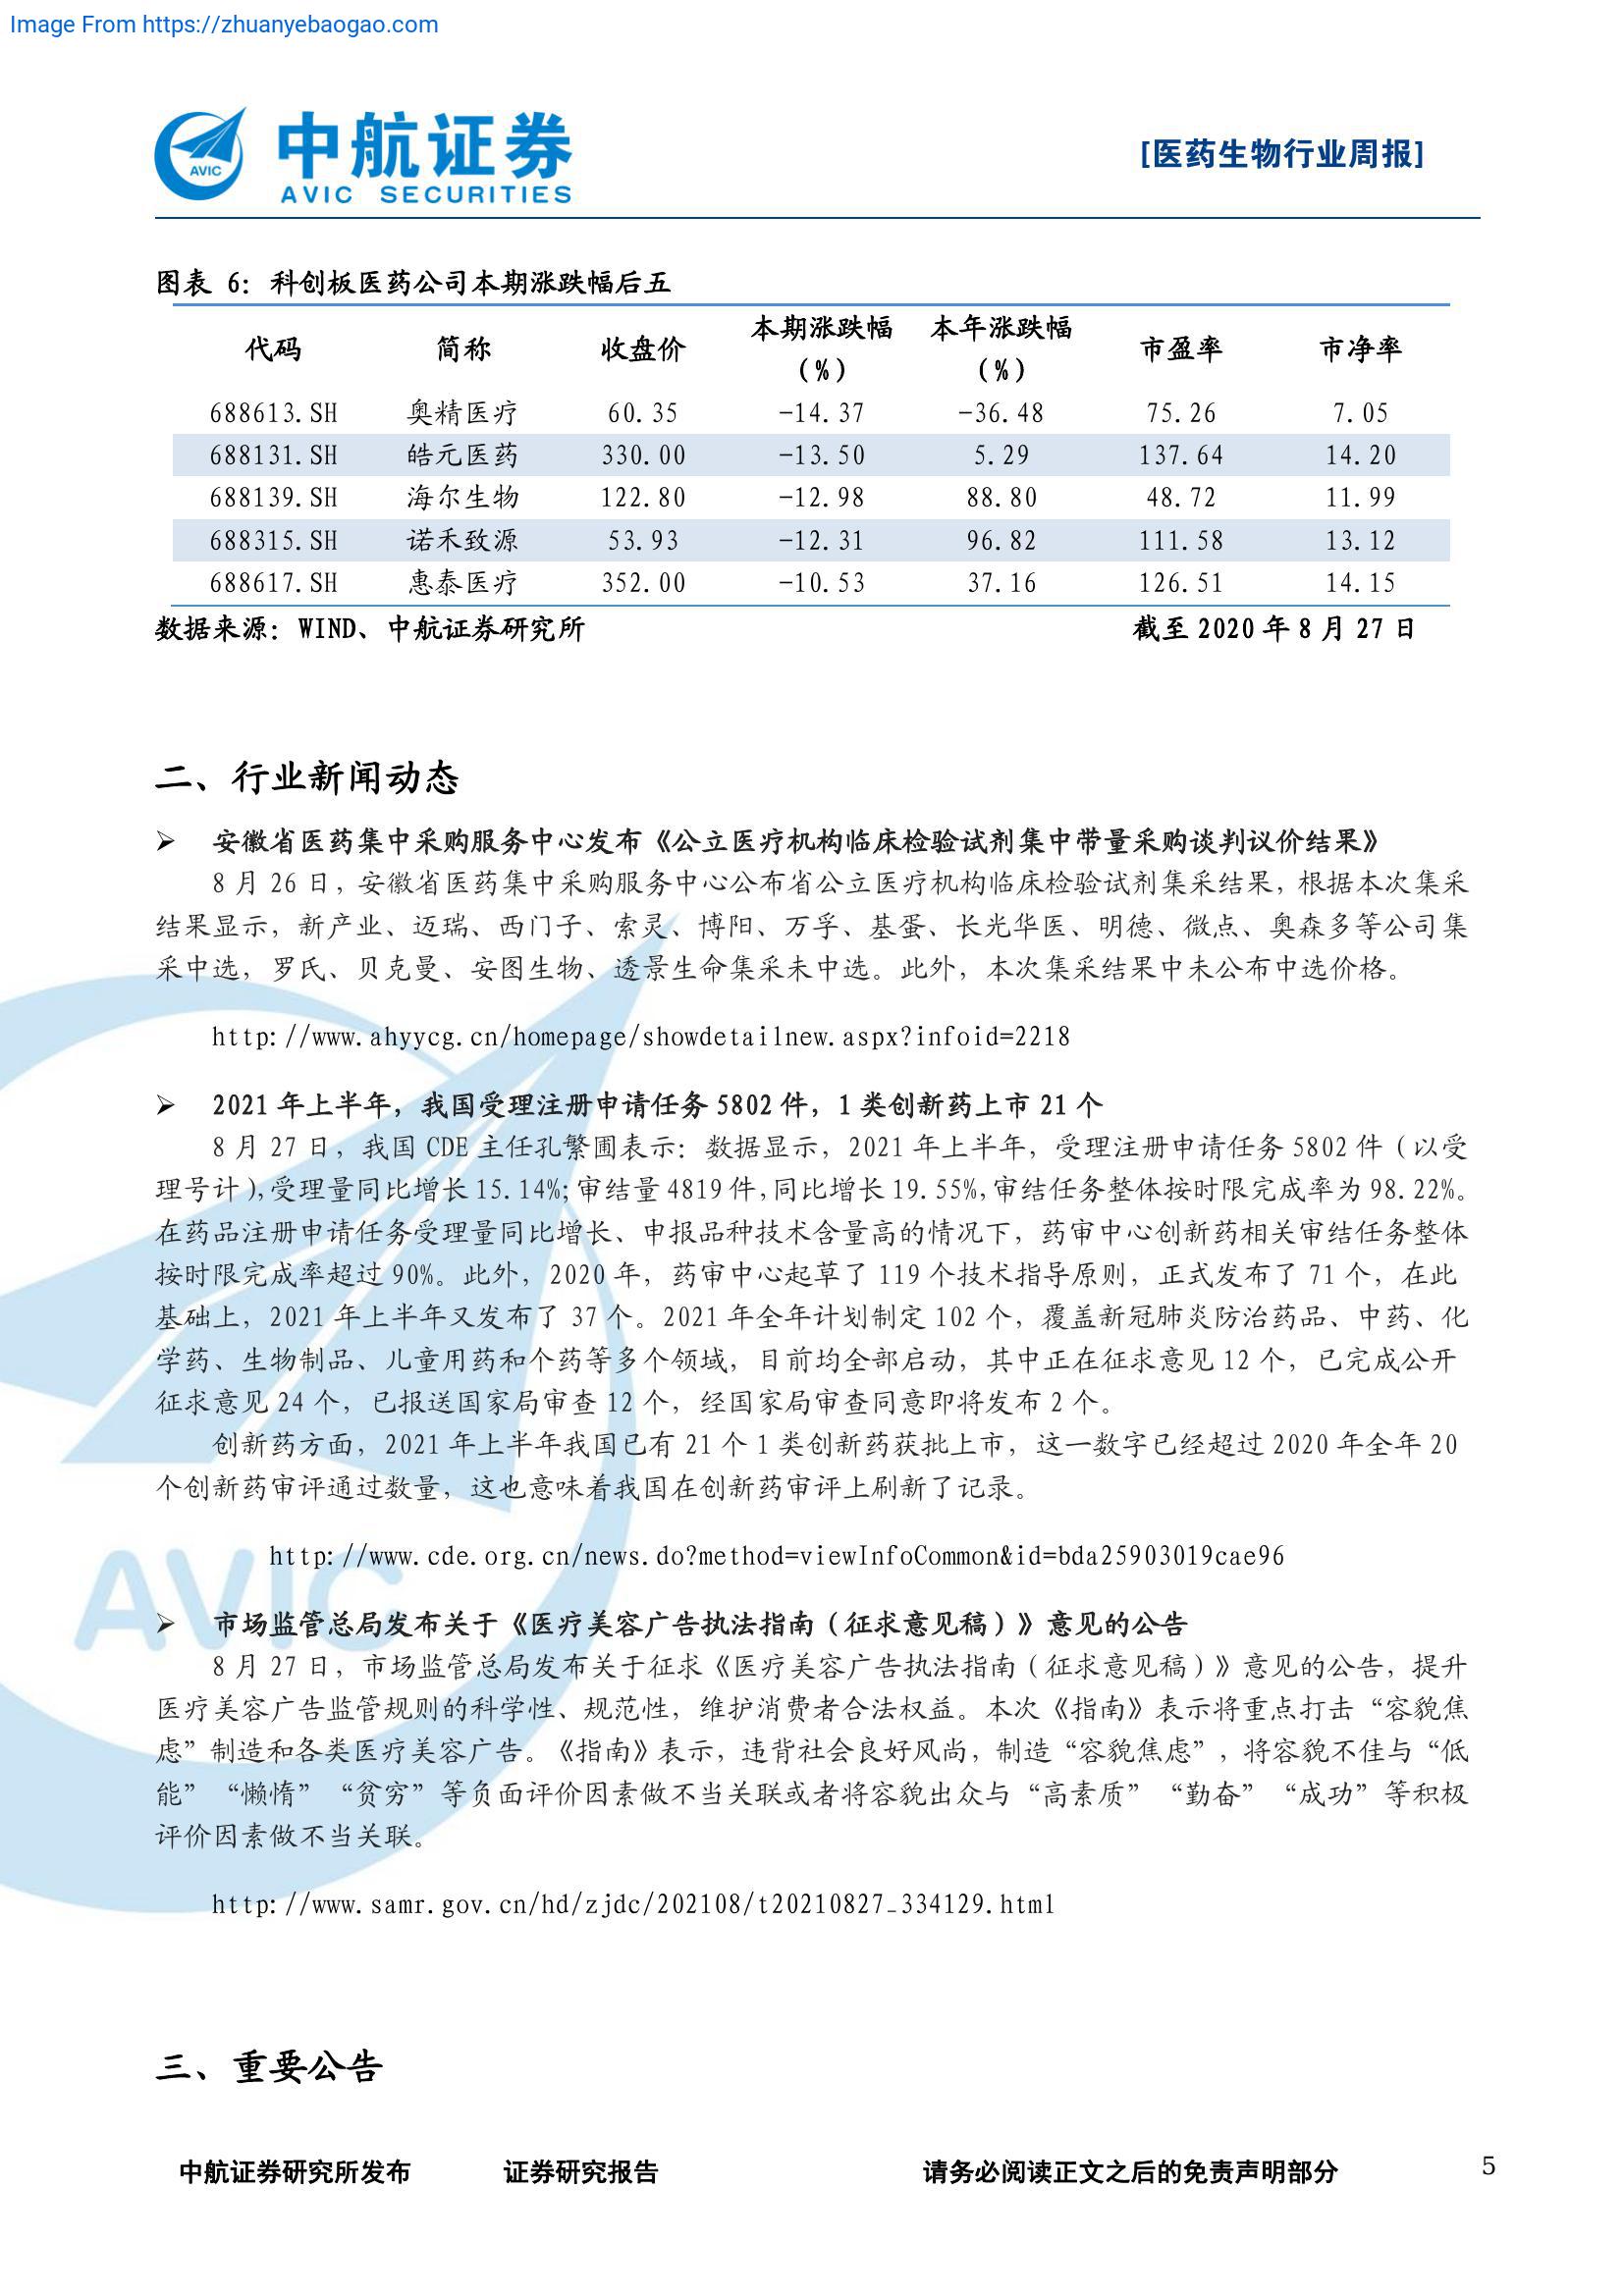 Image From https://zhuanyebaogao.com
AVIC
中航证券
AVIC SECURITIES
[医药生物行业周报]
图表 6：科创板医药公司本期涨跌幅后五
代码 简称 收盘价 本期涨跌幅（%） 本年涨跌幅（%） 市盈率 市净率
688613.SH 奥精医疗 60.35 -14.37 -36.48 75.26 7.05
688131.SH 皓元医药 330.00 -13.50 5.29 137.64 14.20
688139.SH 海尔生物 122.80 -12.98 88.80 48.72 11.99
688315.SH 诺禾致源 53.93 -12.31 96.82 111.58 13.12
688617.SH 惠泰医疗 352.00 -10.53 37.16 126.51 14.15
数据来源：WIND、中航证券研究所 截至 2020 年 8 月 27 日
二、行业新闻动态
➢ 安徽省医药集中采购服务中心发布《公立医疗机构临床检验试剂集中带量采购谈判议价结果》
8 月 26 日，安徽省医药集中采购服务中心公布省公立医疗机构临床检验试剂集采结果，根据本次集采
结果显示，新产业、迈瑞、西门子、索灵、博阳、万孚、基蛋、长光华医、明德、微点、奥森多等公司集
采中选，罗氏、贝克曼、安图生物、透景生命集采未中选。此外，本次集采结果中未公布中选价格。
http://www.ahyycg.cn/homepage/showdetailnew.aspx?infoid=2218
➢ 2021 年上半年，我国受理注册申请任务 5802 件，1 类创新药上市 21 个
8 月 27 日，我国 CDE 主任孔繁圃表示：数据显示，2021 年上半年，受理注册申请任务 5802 件（以受
理号计），受理量同比增长 15.14%；审结量 4819 件，同比增长 19.55%，审结任务整体按时限完成率为 98.22%。
在药品注册申请任务受理量同比增长、申报品种技术含量高的情况下，药审中心创新药相关审结任务整体
按时限完成率超过 90%。此外，2020 年，药审中心起草了 119 个技术指导原则，正式发布了 71 个，在此
基础上，2021 年上半年又发布了 37 个。2021 年全年计划制定 102 个，覆盖新冠肺炎防治药品、中药、化
学药、生物制品、儿童用药和个药等多个领域，目前均全部启动，其中正在征求意见 12 个，已完成公开
征求意见 24 个，已报送国家局审查 12 个，经国家局审查同意即将发布 2 个。
创新药方面，2021 年上半年我国已有 21 个 1 类创新药获批上市，这一数字已经超过 2020 年全年 20
个创新药审评通过数量，这也意味着我国在创新药审评上刷新了记录。
http://www.cde.org.cn/news.do?method=viewInfoCommon&id=bda25903019cae96
➢ 市场监管总局发布关于《医疗美容广告执法指南（征求意见稿）》意见的公告
8 月 27 日，市场监管总局发布关于征求《医疗美容广告执法指南（征求意见稿）》意见的公告，提升
医疗美容广告监管规则的科学性、规范性，维护消费者合法权益。本次《指南》表示将重点打击“容貌焦
虑”制造和各类医疗美容广告。《指南》表示，违背社会良好风尚，制造“容貌焦虑”，将容貌不佳与“低
能”“懒惰”“贫穷”等负面评价因素做不当关联或者将容貌出众与“高素质”“勤奋”“成功”等积极
评价因素做不当关联。
http://www.samr.gov.cn/hd/zjdc/202108/t20210827_334129.html
AVIC
三、重要公告
中航证券研究所发布 证券研究报告 请务必阅读正文之后的免责声明部分 5